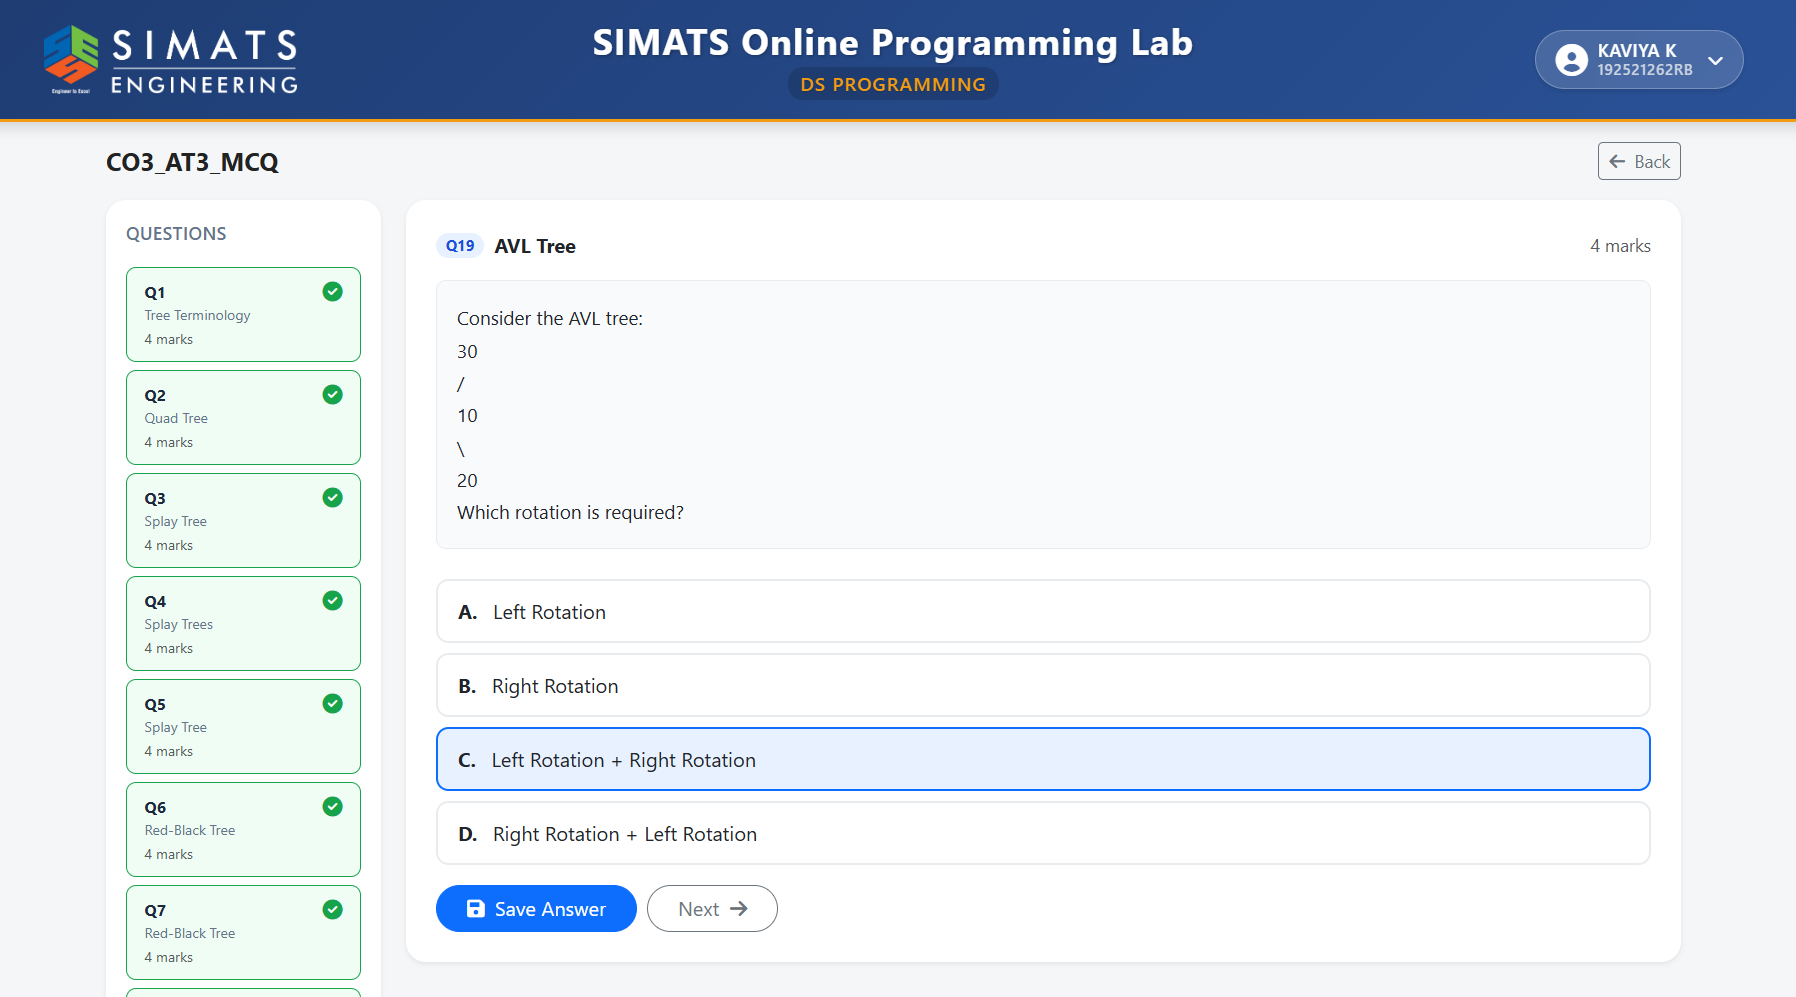 SIMATS
ENGINEERING
Engineer to Excel
SIMATS Online Programming Lab
DS PROGRAMMING
KAVIYA K
192521262RB
CO3_AT3_MCQ
Back
QUESTIONS
Q1
Tree Terminology
4 marks
Q2
Quad Tree
4 marks
Q3
Splay Tree
4 marks
Q4
Splay Trees
4 marks
Q5
Splay Tree
4 marks
Q6
Red-Black Tree
4 marks
Q7
Red-Black Tree
4 marks
Q19 AVL Tree
4 marks
Consider the AVL tree:
30
/
10
\
20
Which rotation is required?
A. Left Rotation
B. Right Rotation
C. Left Rotation + Right Rotation
D. Right Rotation + Left Rotation
Save Answer
Next